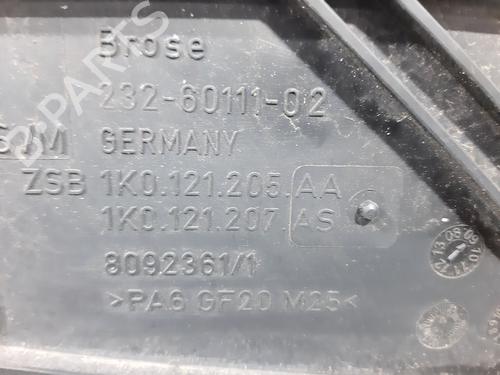 B-PARTS
Brose
232-60111-02
GERMANY
ZSB 1K0.121.205.AA
1K0.121.207.AS
8092361/1
>PA6 GF20 M25<